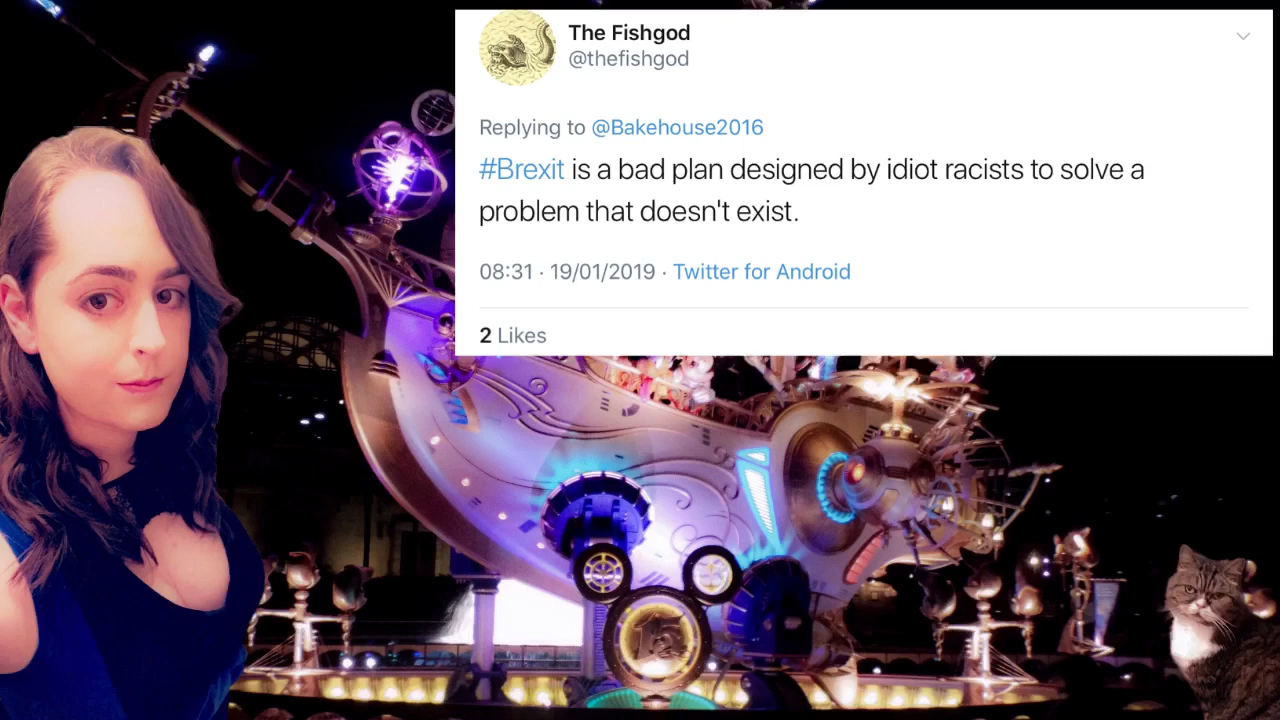 The Fishgod
@thefishgod
Replying to @Bakehouse2016
#Brexit is a bad plan designed by idiot racists to solve a
problem that doesn't exist.
08:31 · 19/01/2019 · Twitter for Android
2 Likes
15